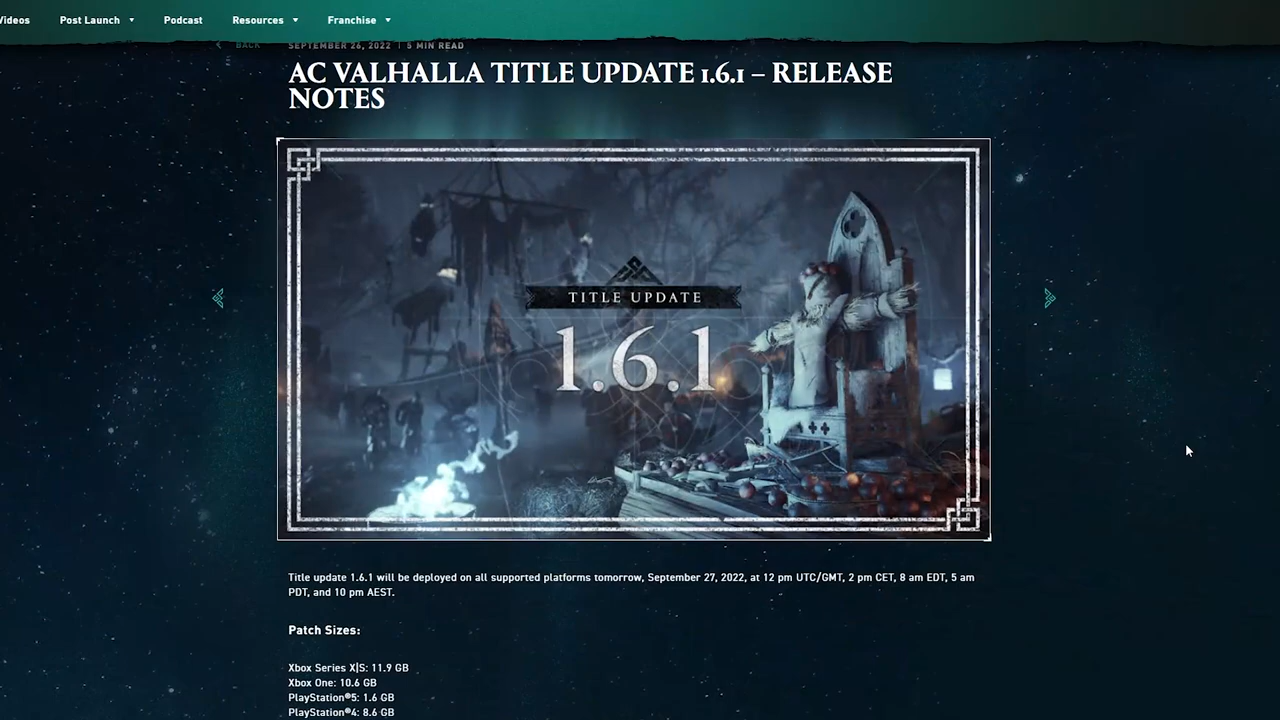 Videos Post Launch Podcast Resources Franchise
BACK SEPTEMBER 26, 2022 | 5 MIN READ
AC VALHALLA TITLE UPDATE 1.6.1 – RELEASE
NOTES
TITLE UPDATE
1.6.1
Title update 1.6.1 will be deployed on all supported platforms tomorrow, September 27, 2022, at 12 pm UTC/GMT, 2 pm CET, 8 am EDT, 5 am
PDT, and 10 pm AEST.
Patch Sizes:
Xbox Series X|S: 11.9 GB
Xbox One: 10.6 GB
PlayStation®5: 1.6 GB
PlayStation®4: 8.6 GB